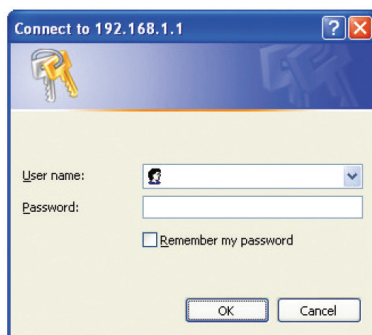 Connect to 192.168.1.1
User name:
Password:
Remember my password
OK Cancel